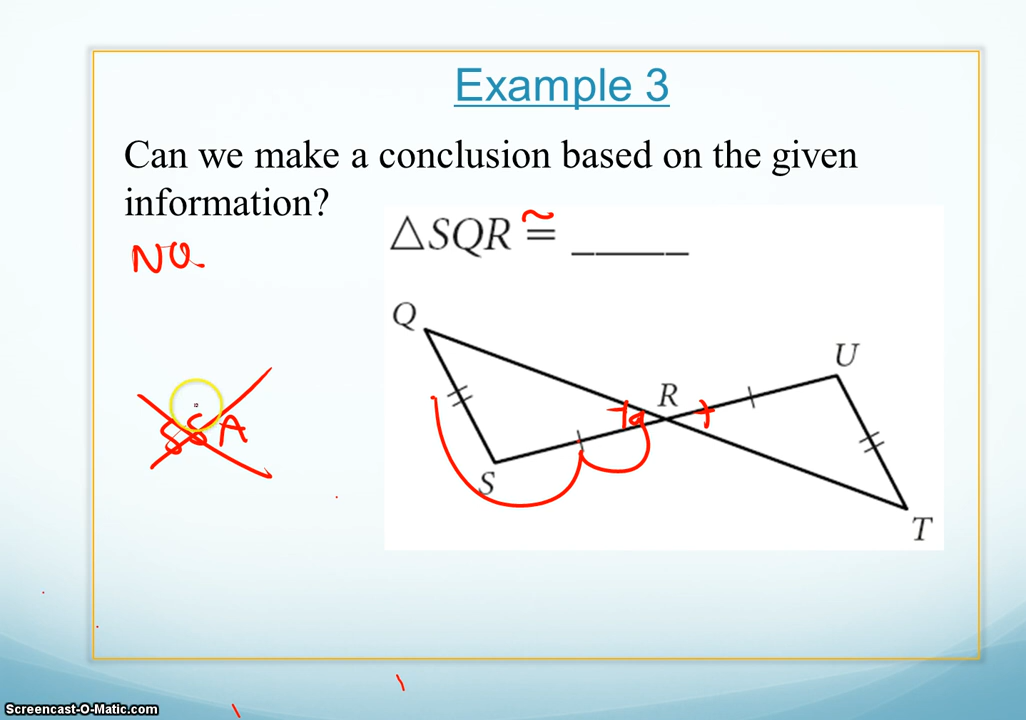 Example 3
Can we make a conclusion based on the given
information?
NO
△SQR ≅ _____
Q
U
R
SSA
S
T
Screencast-O-Matic.com